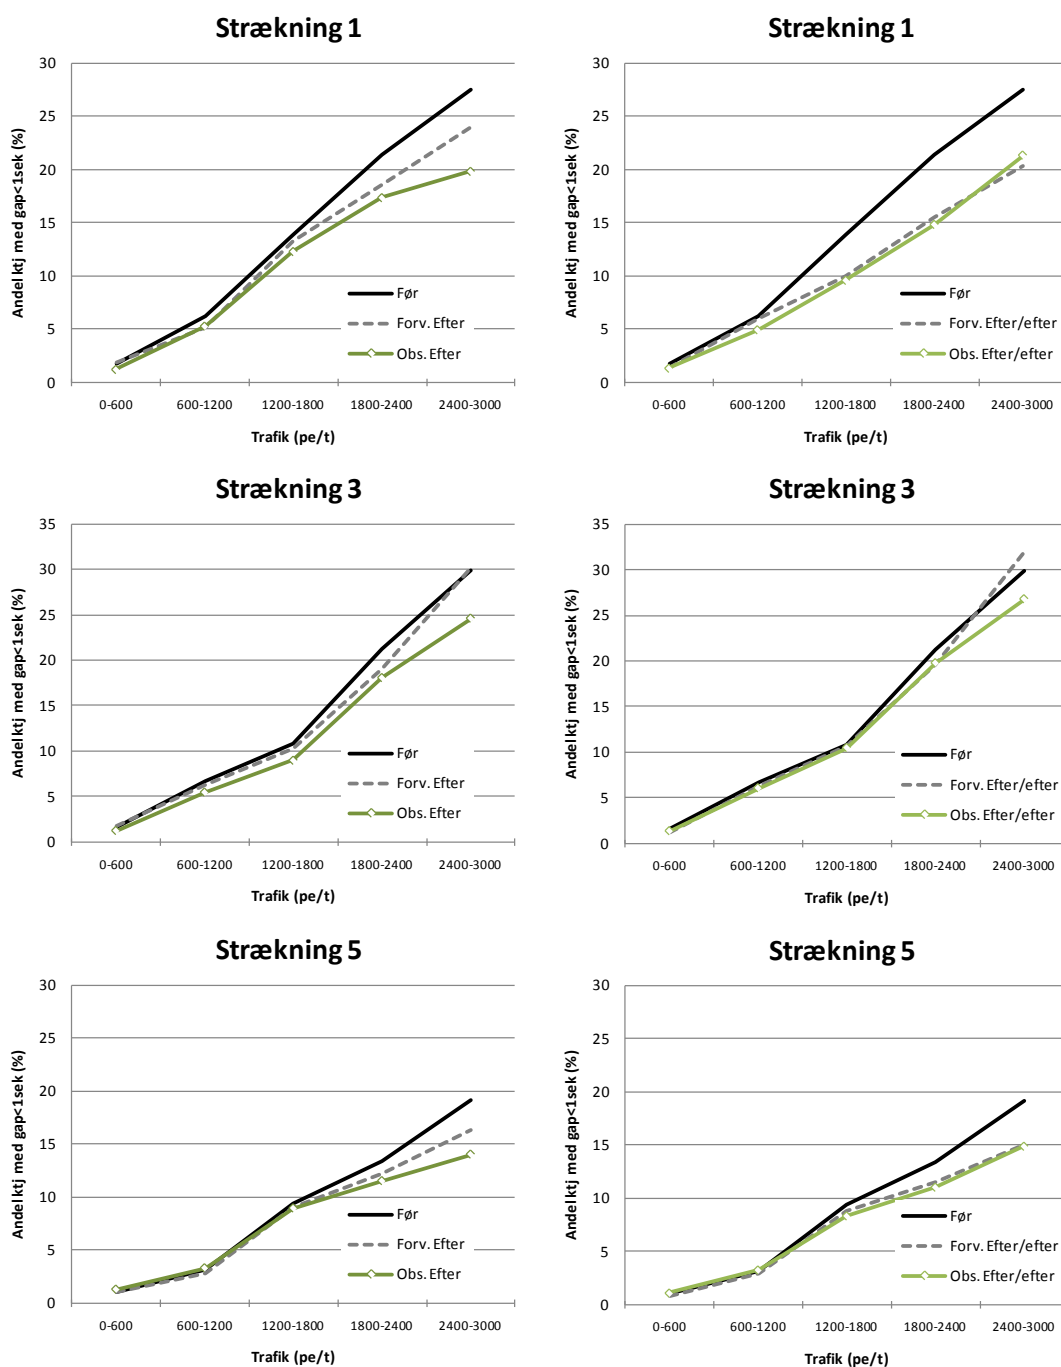 Strækning 1
Andel ktj med gap<1sek (%)
30
25
20
15
10
5
0
Før
Forv. Efter
Obs. Efter
0-600
600-1200
1200-1800
1800-2400
2400-3000
Trafik (pe/t)
Strækning 1
Andel ktj med gap<1sek (%)
30
25
20
15
10
5
0
Før
Forv. Efter/efter
Obs. Efter/efter
0-600
600-1200
1200-1800
1800-2400
2400-3000
Trafik (pe/t)
Strækning 3
Andel ktj med gap<1sek (%)
35
30
25
20
15
10
5
0
Før
Forv. Efter
Obs. Efter
0-600
600-1200
1200-1800
1800-2400
2400-3000
Trafik (pe/t)
Strækning 3
Andel ktj med gap<1sek (%)
35
30
25
20
15
10
5
0
Før
Forv. Efter/efter
Obs. Efter/efter
0-600
600-1200
1200-1800
1800-2400
2400-3000
Trafik (pe/t)
Strækning 5
Andel ktj med gap<1sek (%)
30
25
20
15
10
5
0
Før
Forv. Efter
Obs. Efter
0-600
600-1200
1200-1800
1800-2400
2400-3000
Trafik (pe/t)
Strækning 5
Andel ktj med gap<1sek (%)
30
25
20
15
10
5
0
Før
Forv. Efter/efter
Obs. Efter/efter
0-600
600-1200
1200-1800
1800-2400
2400-3000
Trafik (pe/t)